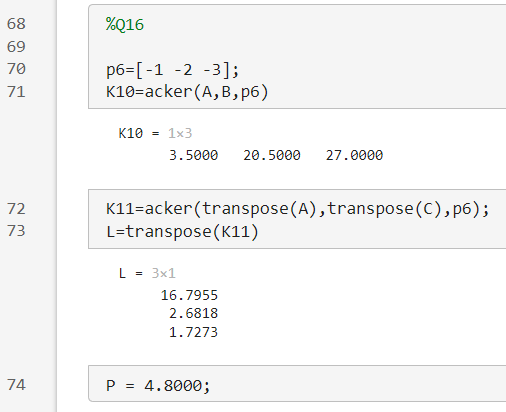 68 %Q16
69
70 p6=[-1 -2 -3];
71 K10=acker(A,B,p6)
K10 = 1×3
3.5000 20.5000 27.0000
72 K11=acker(transpose(A),transpose(C),p6);
73 L=transpose(K11)
L = 3×1
16.7955
2.6818
1.7273
74 P = 4.8000;